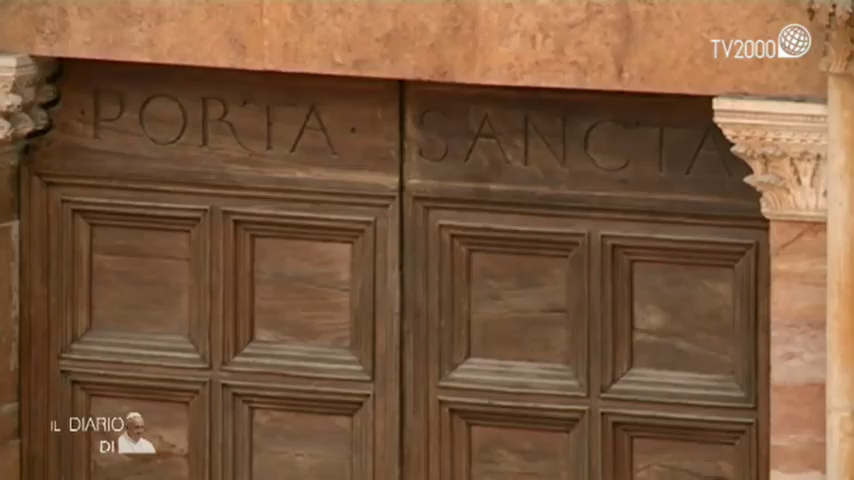 TV2000
PORTA · SANCTA
IL DIARIO
DI